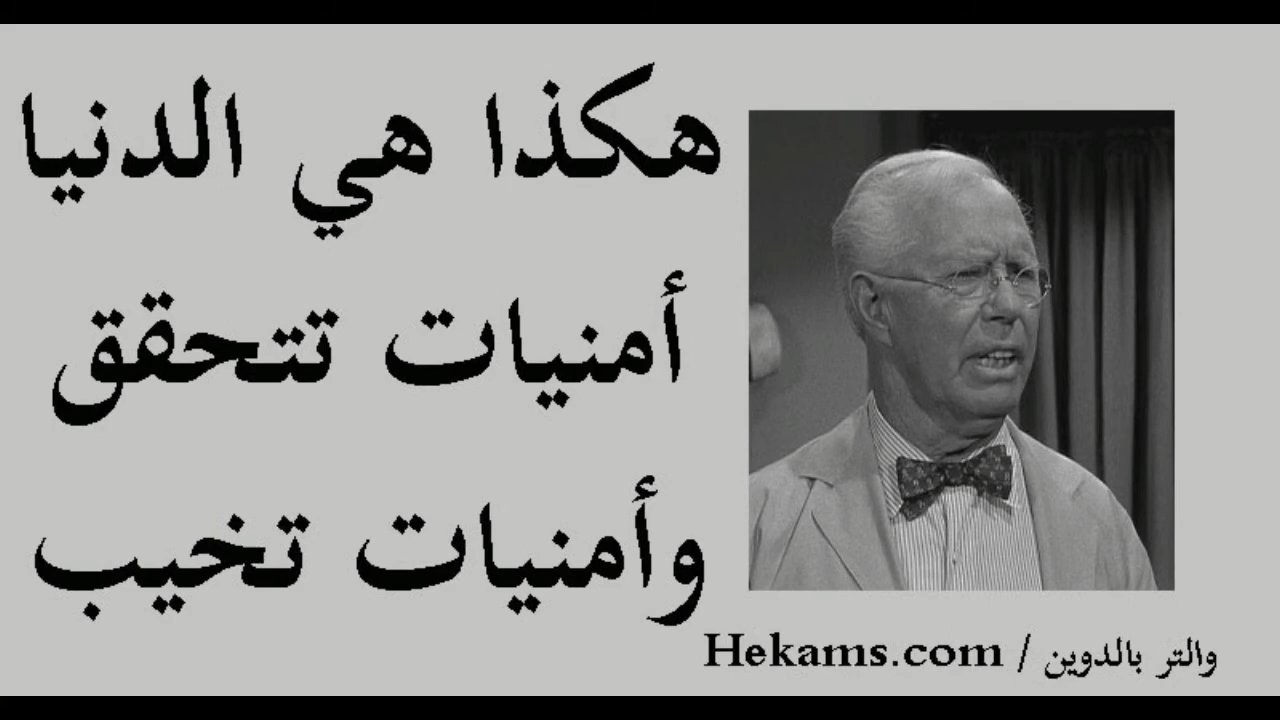 هكذا هي الدنيا
أمنيات تتحقق
وأمنيات تخيب
والتر بالدوين / Hekams.com